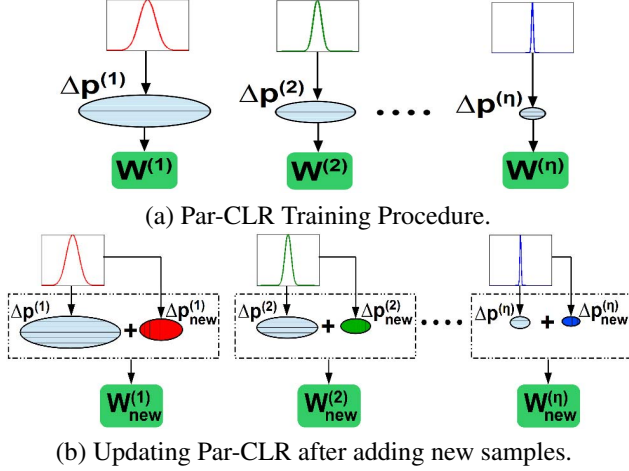 Δp(1) Δp(2) Δp(η)
W(1) W(2) .... W(η)
(a) Par-CLR Training Procedure.
Δp(1) + Δp(1)new Δp(2) + Δp(2)new .... Δp(η) + Δp(η)new
W(1)new W(2)new W(η)new
(b) Updating Par-CLR after adding new samples.